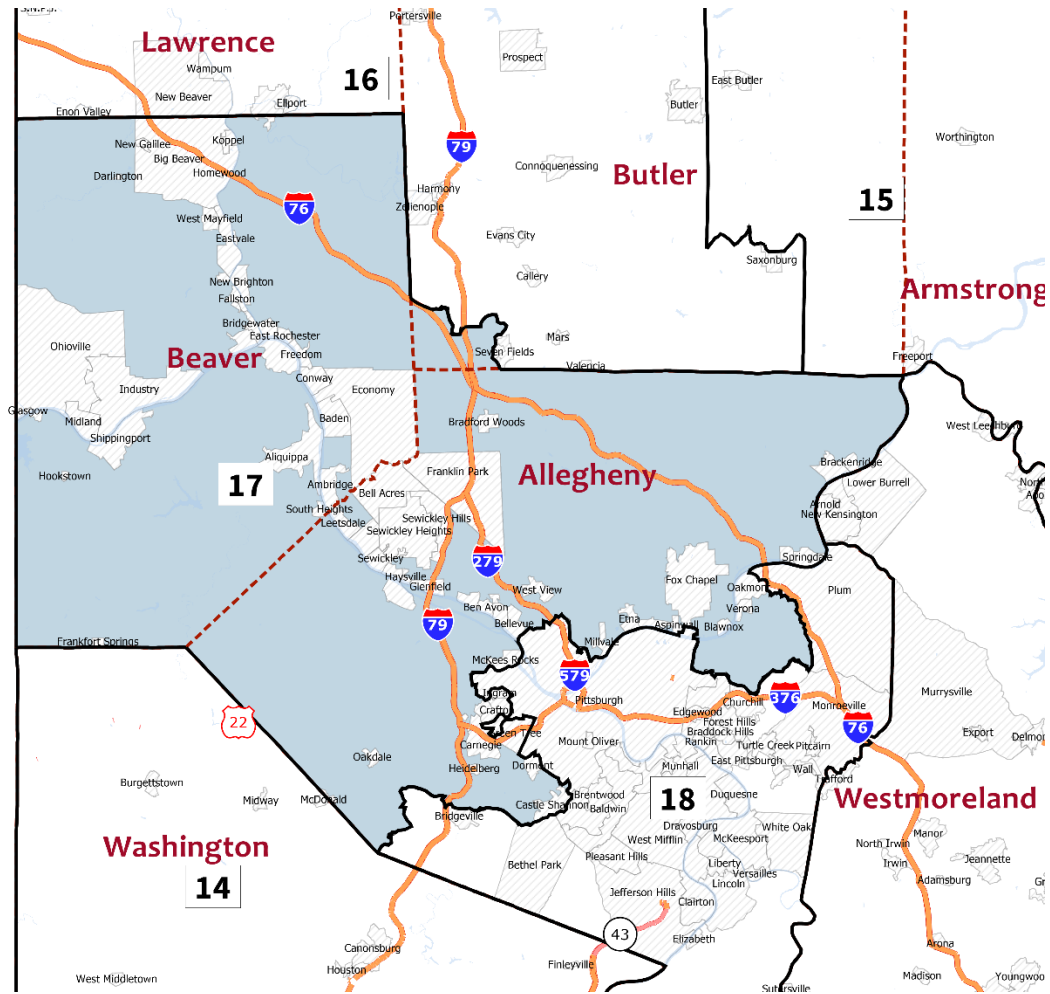 Portersville
Lawrence
Wampum
Prospect
16
East Butler
New Beaver
Ellport
Butler
Enon Valley
Worthington
New Galilee
Koppel
79
Big Beaver
Connoquenessing
Darlington
Homewood
Butler
Harmony
15
76
Zelienople
West Mayfield
Evans City
Eastvale
Saxonburg
Callery
New Brighton
Armstrong
Fallston
Bridgewater
East Rochester
Mars
Ohioville
Beaver
Freedom
Seven Fields
Freeport
Valencia
Conway
Industry
Economy
Glasgow
Midland
Baden
Bradford Woods
West Leechburg
Shippingport
Aliquippa
Brackenridge
Hookstown
17
Franklin Park
Allegheny
Lower Burrell
Ambridge
Bell Acres
Arnold
South Heights
New Kensington
Leetsdale
Sewickley Hills
Sewickley Heights
Sewickley
279
Springdale
Haysville
Fox Chapel
Glenfield
West View
Oakmont
Plum
Ben Avon
Verona
79
Bellevue
Etna
Aspinwall
Blawnox
Frankfort Springs
Millvale
McKees Rocks
579
Ingram
Pittsburgh
376
Murrysville
Crafton
Edgewood
Churchill
Monroeville
22
Forest Hills
76
Green Tree
Braddock Hills
Export
Carnegie
Mount Oliver
Rankin
Turtle Creek
Pitcairn
Oakdale
Dormont
East Pittsburgh
Heidelberg
Munhall
Wall
Burgettstown
Trafford
Midway
McDonald
Brentwood
Duquesne
Castle Shannon
Baldwin
18
Westmoreland
Bridgeville
Dravosburg
White Oak
Washington
West Mifflin
McKeesport
Manor
North Irwin
Pleasant Hills
Bethel Park
Liberty
Irwin
Jeannette
14
Versailles
Lincoln
Adamsburg
Jefferson Hills
Clairton
43
Elizabeth
Canonsburg
Arona
Houston
Finleyville
West Middletown
Madison
Sutersville